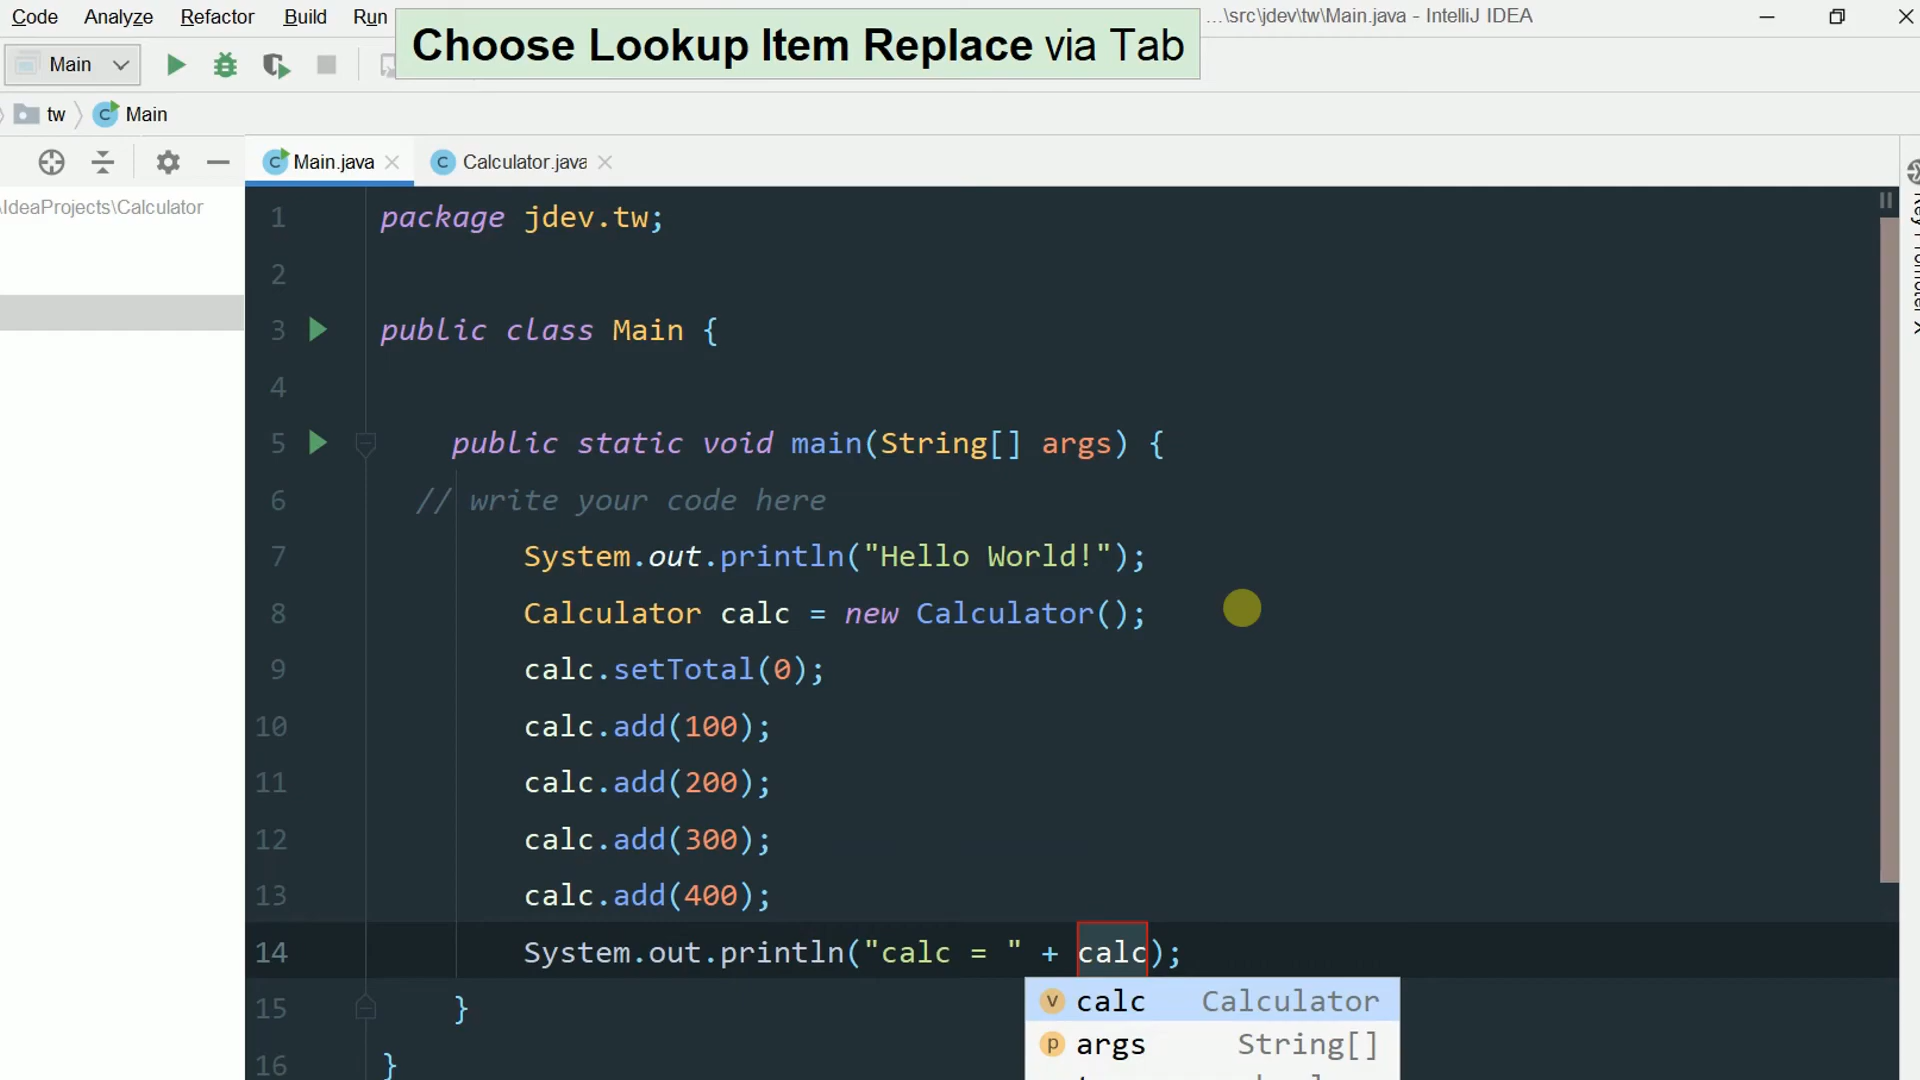 Code Analyze Refactor Build Run
...\src\jdev\tw\Main.java - IntelliJ IDEA
Choose Lookup Item Replace via Tab
Main
tw Main
Main.java Calculator.java
\IdeaProjects\Calculator
1 package jdev.tw;
2
3 public class Main {
4
5 public static void main(String[] args) {
6 // write your code here
7 System.out.println("Hello World!");
8 Calculator calc = new Calculator();
9 calc.setTotal(0);
10 calc.add(100);
11 calc.add(200);
12 calc.add(300);
13 calc.add(400);
14 System.out.println("calc = " + calc);
v calc Calculator
15 }
p args String[]
16 }
Key Promoter X